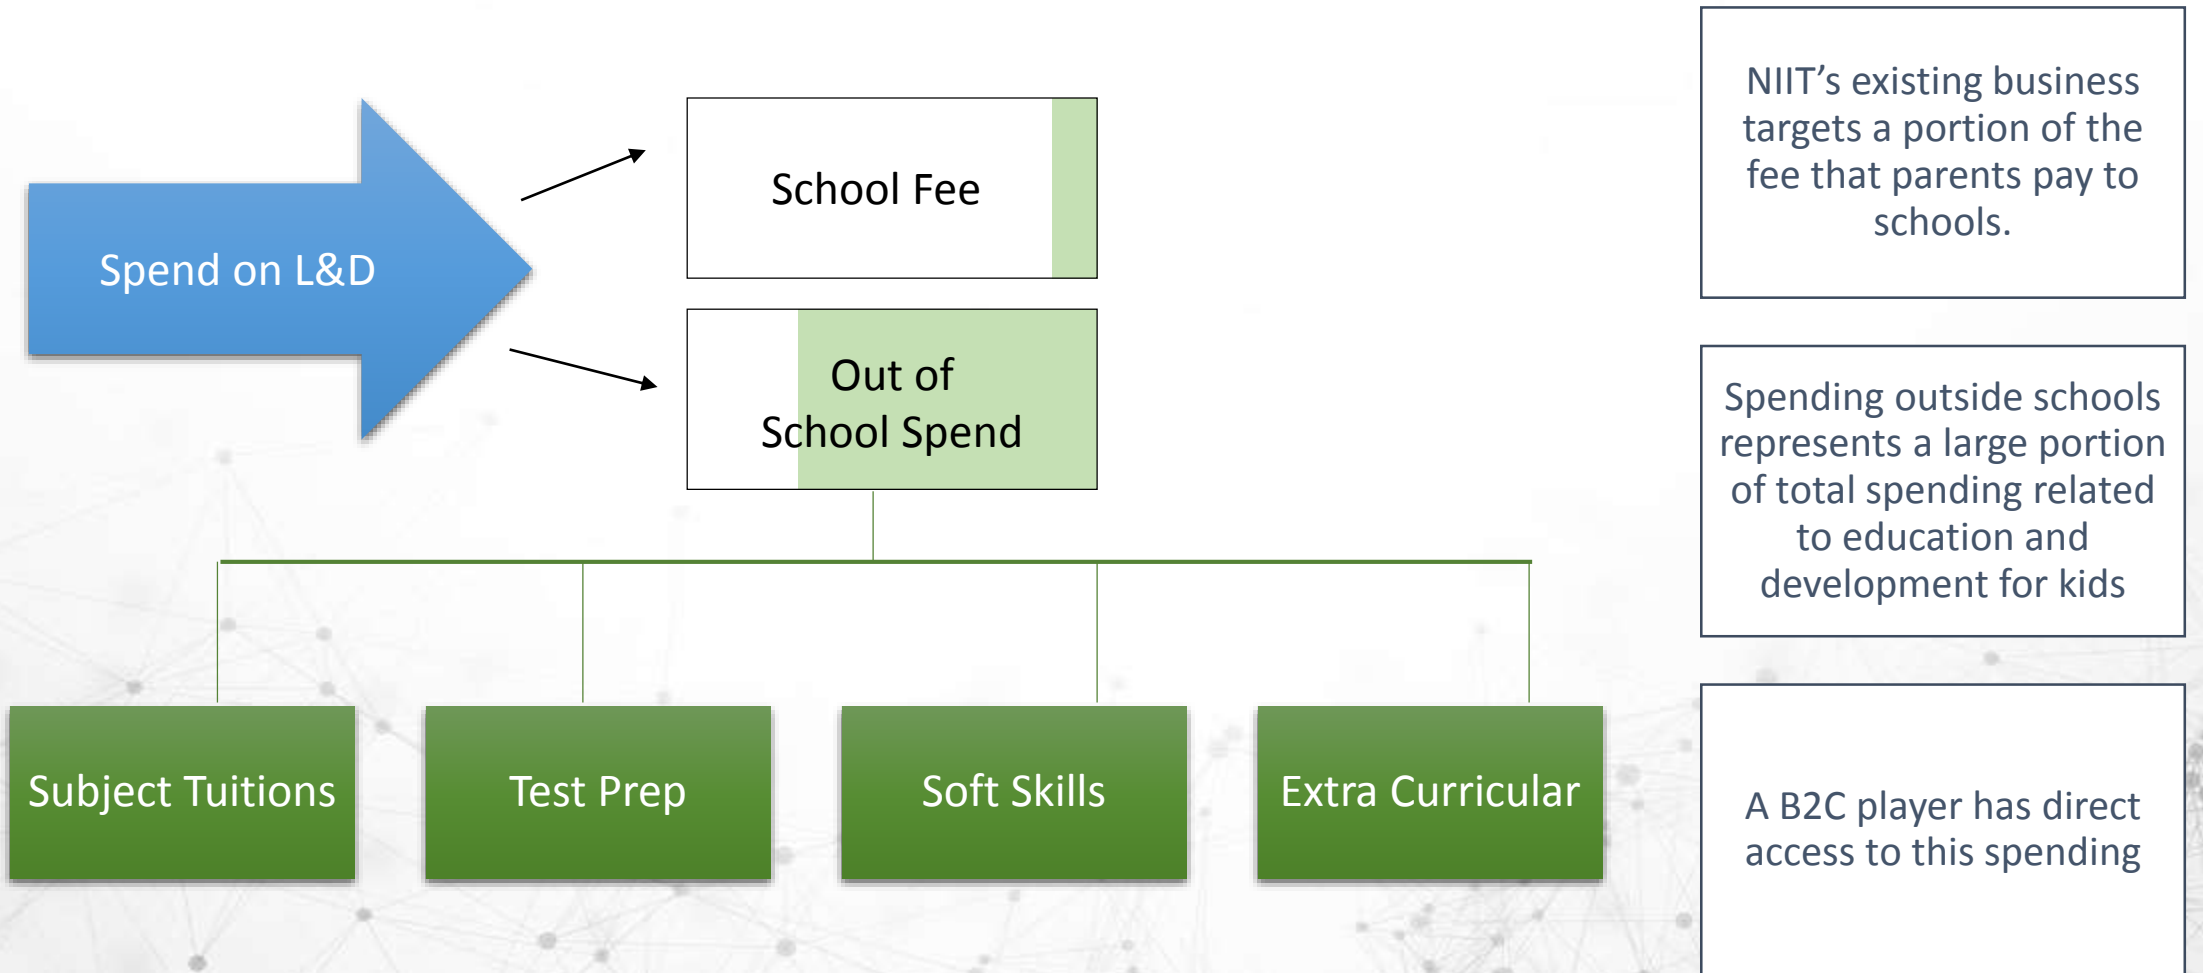 Spend on L&D
School Fee
Out of
School Spend
Subject Tuitions
Test Prep
Soft Skills
Extra Curricular
NIIT’s existing business
targets a portion of the
fee that parents pay to
schools.
Spending outside schools
represents a large portion
of total spending related
to education and
development for kids
A B2C player has direct
access to this spending